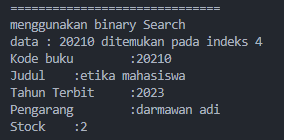 ==============================
menggunakan binary Search
data : 20210 ditemukan pada indeks 4
Kode buku       :20210
Judul   :etika mahasiswa
Tahun Terbit    :2023
Pengarang       :darmawan adi
Stock   :2